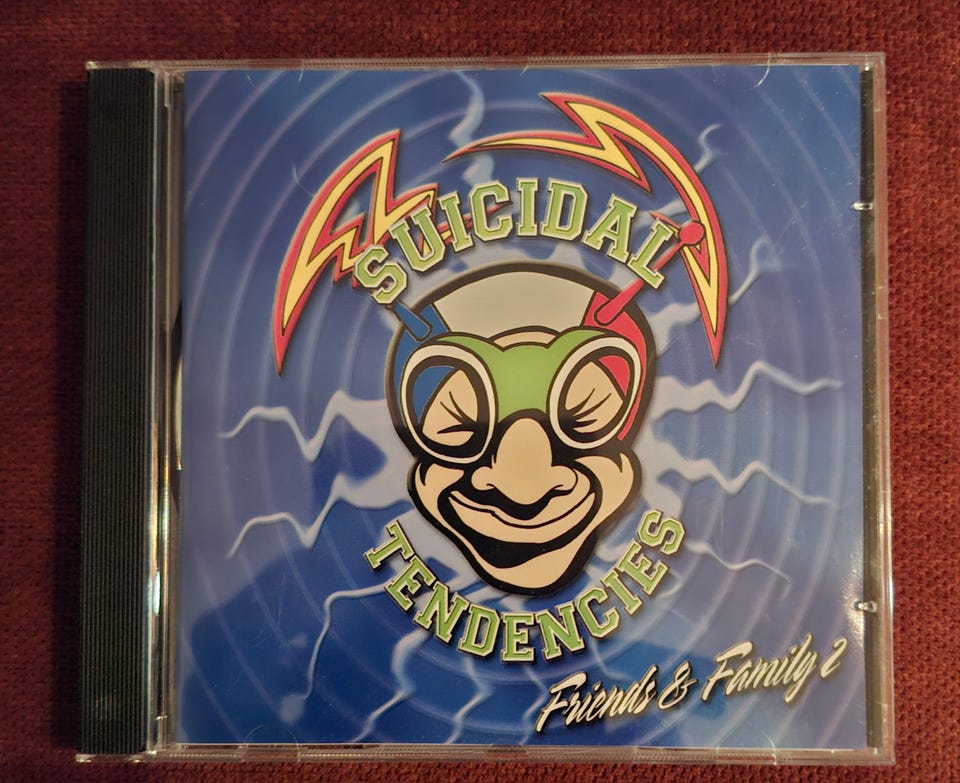 SUICIDAL
TENDENCIES
Friends & Family 2